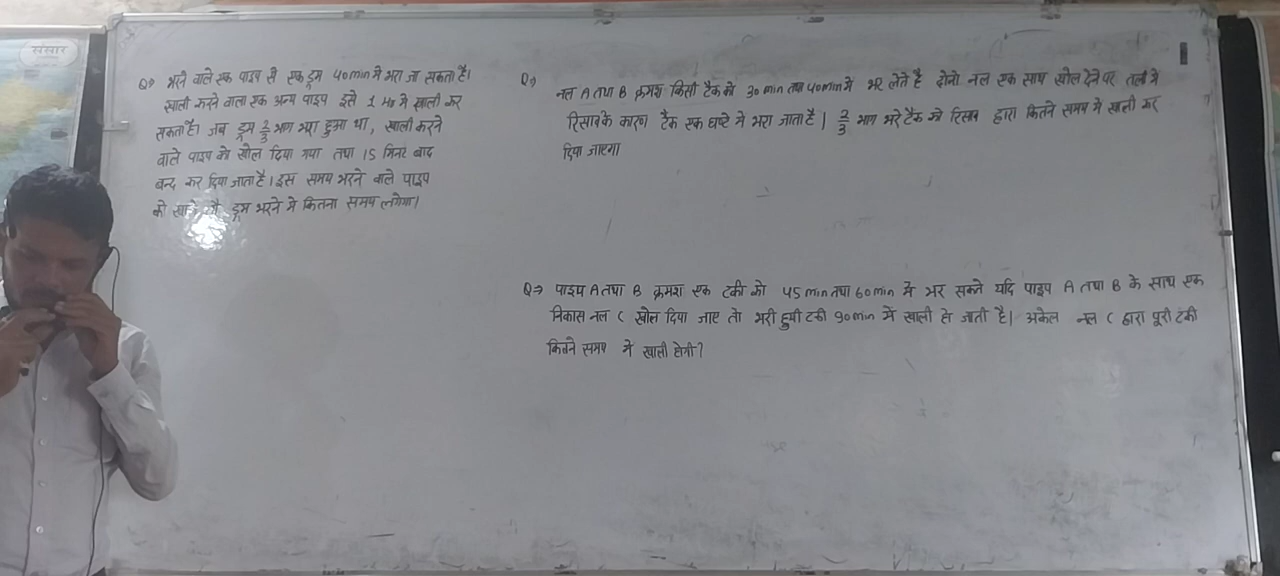 संसार
Q⇒ भरने वाले एक पाइप से एक ड्रम 40 min मे भरा जा सकता है।
खाली करने वाला एक अन्य पाइप इसे 1 Hr मे खाली कर
सकता है। जब ड्रम 2/3 भाग भरा हुआ था, खाली करने
वाले पाइप को खोल दिया गया तथा 15 मिनट बाद
बन्द कर दिया जाता है। इस समय भरने वाले पाइप
को ड्रम भरने मे कितना समय लगेगा।
Q⇒
नल A तथा B क्रमश किसी टैंक को 30 min तथा 40 min में भर लेते है दोनो नल एक साथ खोल देने पर तली मे
रिसाव के कारण टैंक एक घण्टे मे भरा जाता है। 2/3 भाग भरे टैंक को रिसाव द्वारा कितने समय मे खाली कर
दिया जाएगा
Q⇒ पाइप A तथा B क्रमश एक टंकी को 45 min तथा 60 min में भर सकते यदि पाइप A तथा B के साथ एक
निकास नल C खोल दिया जाए तो भरी हुयी टंकी 90 min में खाली हो जाती है। अकेल नल C द्वारा पूरी टंकी
कितने समय में खाली होगी?